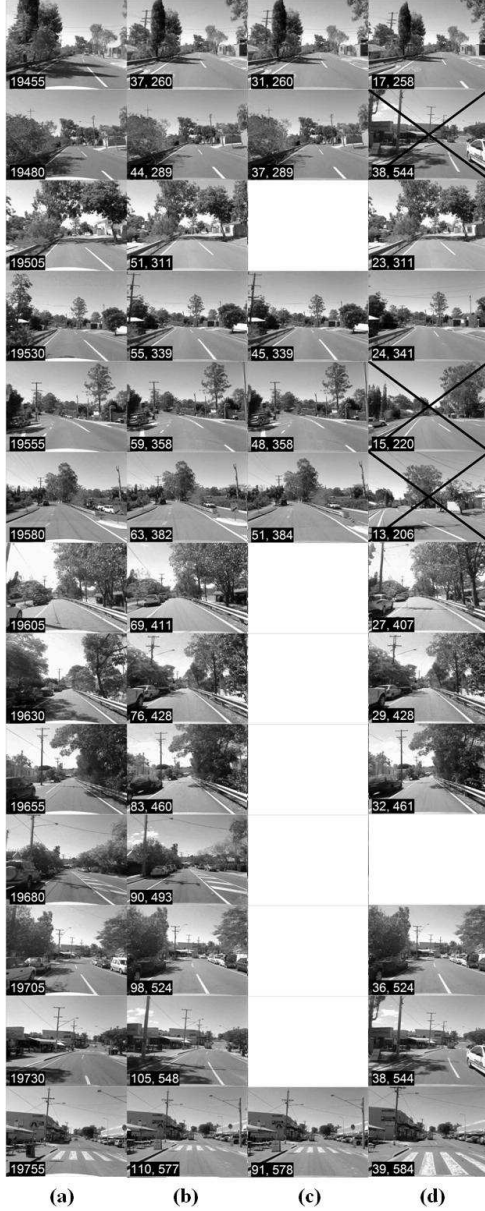 19455 37, 260 31, 260 17, 258
19480 44, 289 37, 289 38, 544
19505 51, 311 23, 311
19530 55, 339 45, 339 24, 341
19555 59, 358 48, 358 15, 220
19580 63, 382 51, 384 13, 206
19605 69, 411 27, 407
19630 76, 428 29, 428
19655 83, 460 32, 461
19680 90, 493
19705 98, 524 36, 524
19730 105, 548 38, 544
19755 110, 577 91, 578 39, 584
(a) (b) (c) (d)